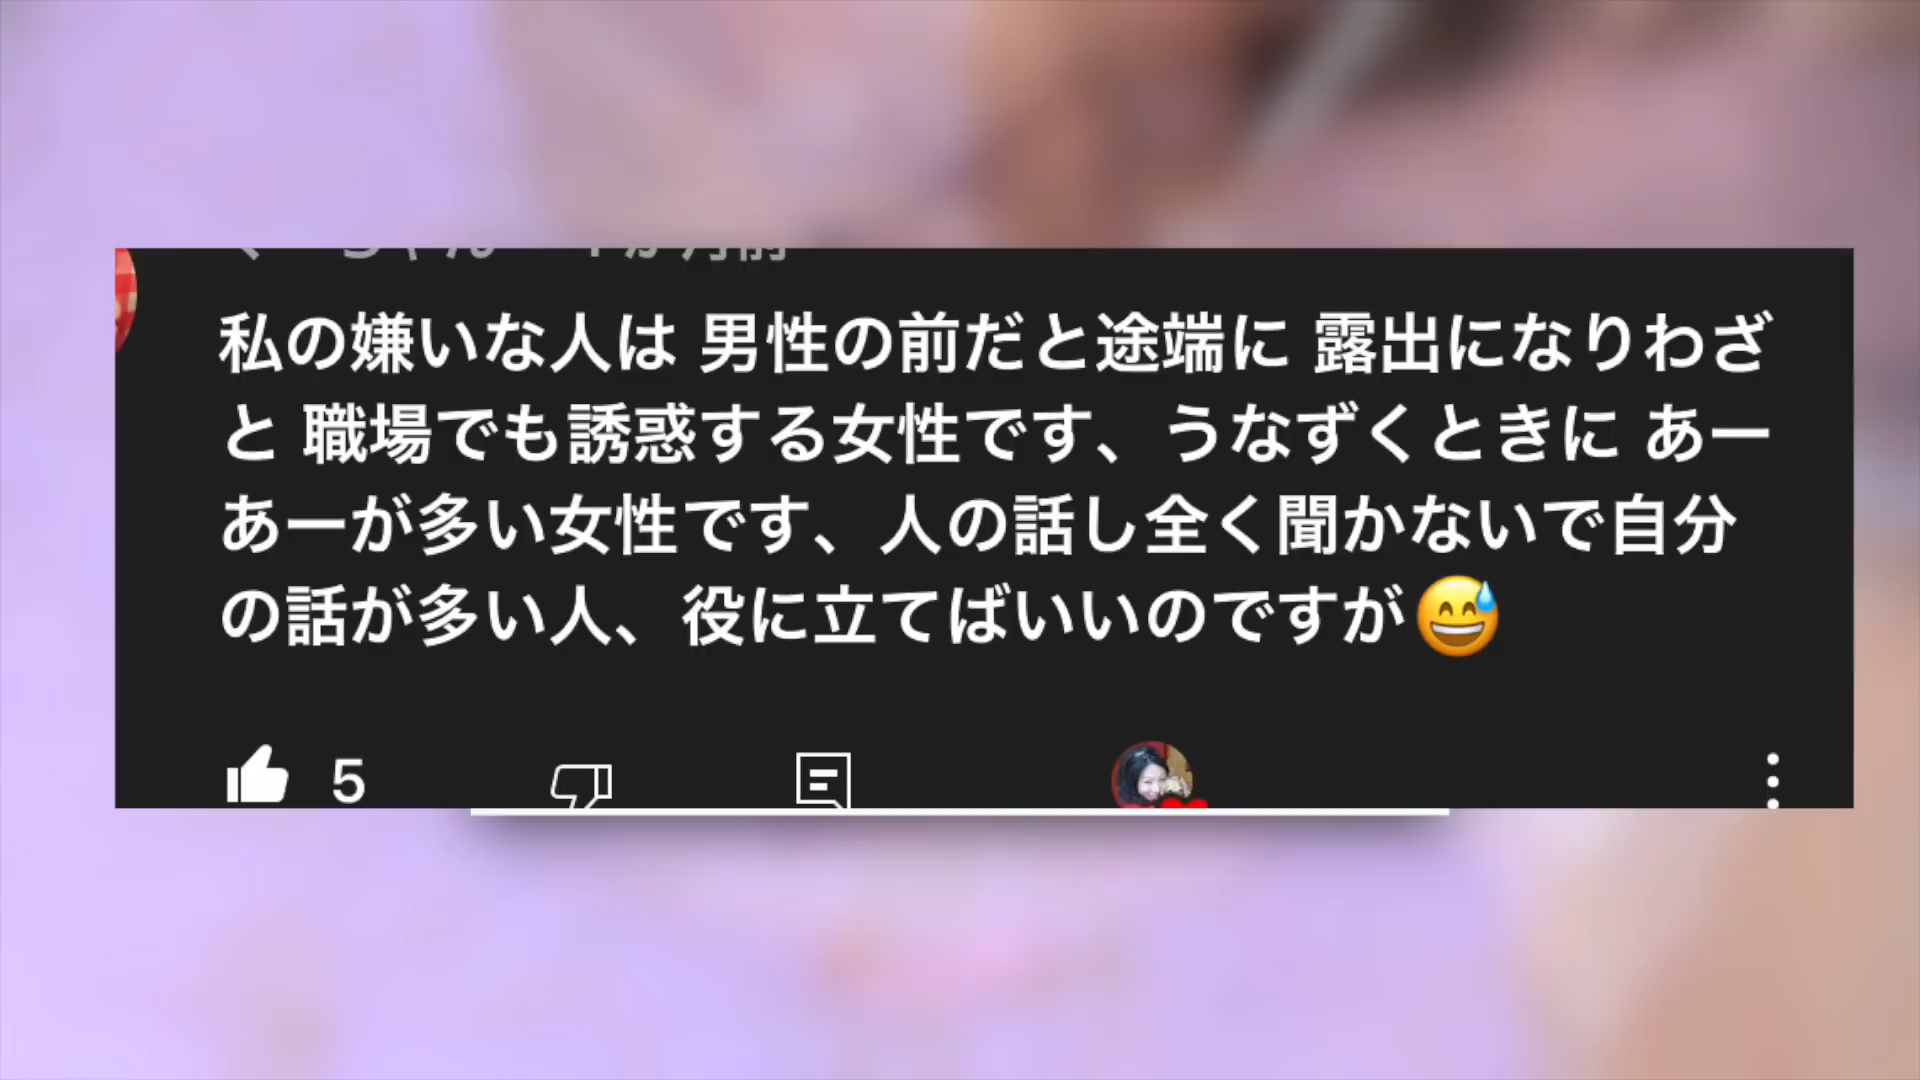 私の嫌いな人は 男性の前だと途端に 露出になりわざ
と 職場でも誘惑する女性です、うなずくときに あー
あーが多い女性です、人の話し全く聞かないで自分
の話が多い人、役に立てばいいのですが😅
5